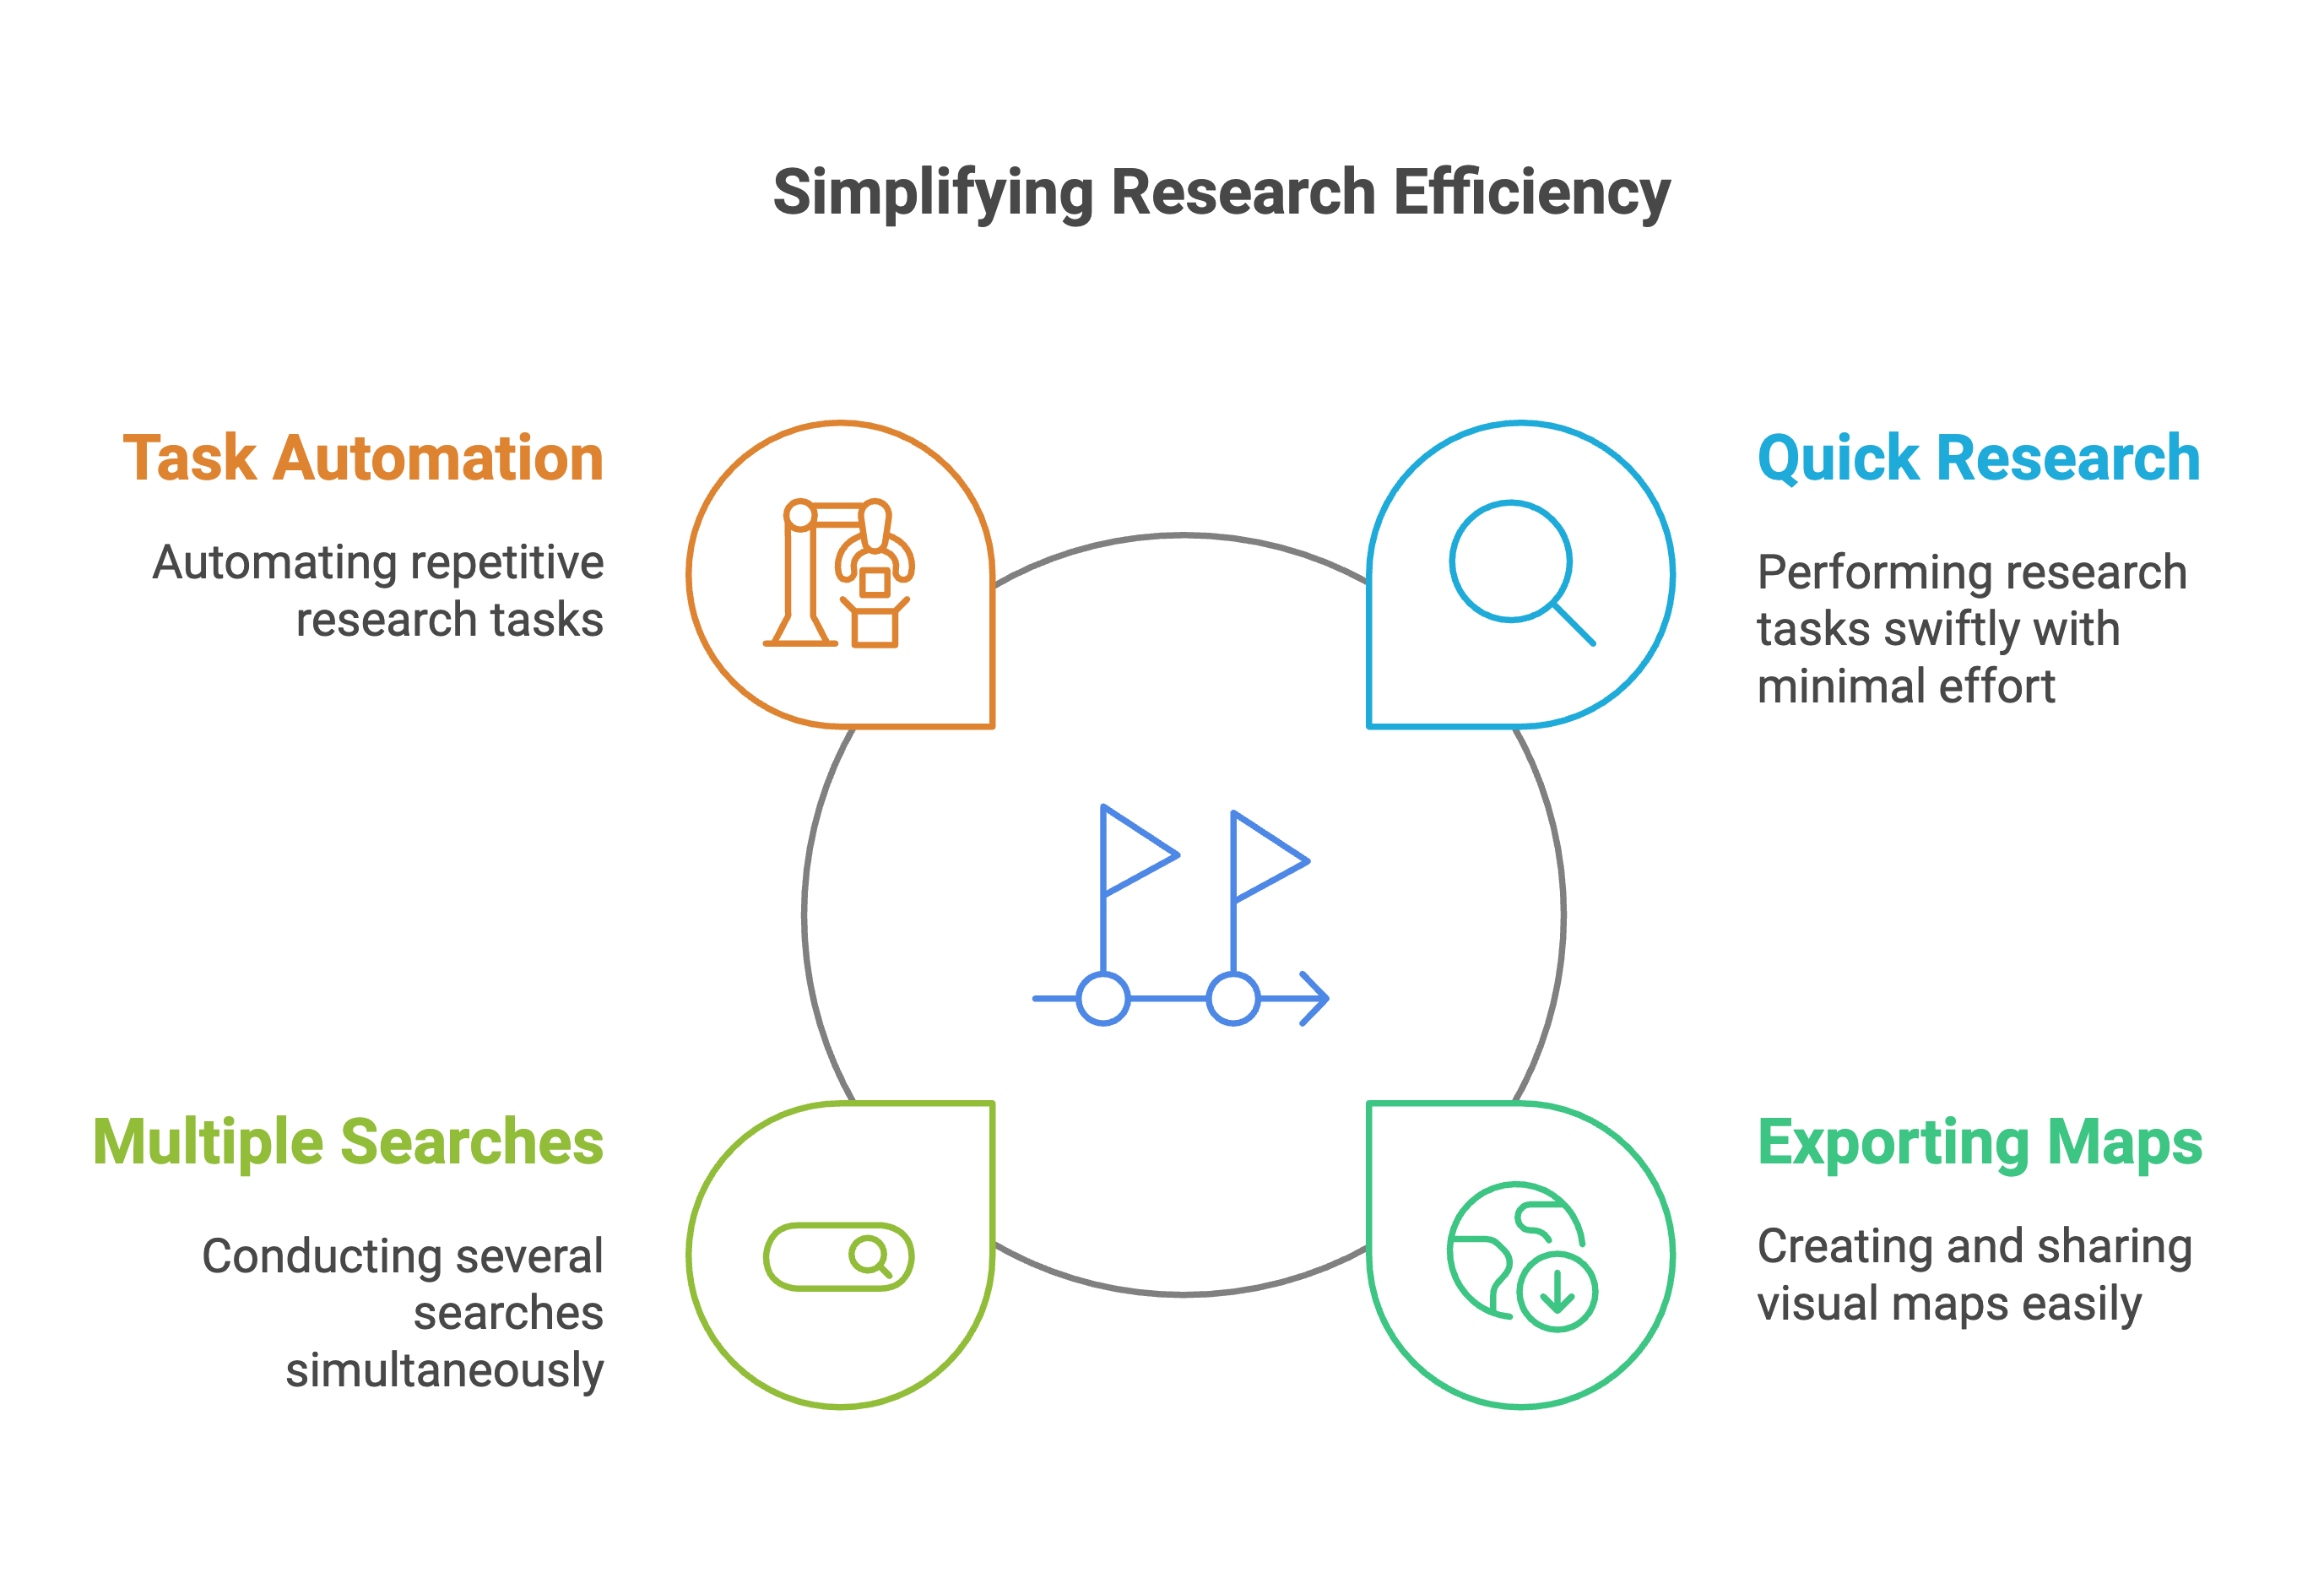 Simplifying Research Efficiency
Task Automation
Automating repetitive
research tasks
Quick Research
Performing research
tasks swiftly with
minimal effort
Multiple Searches
Conducting several
searches
simultaneously
Exporting Maps
Creating and sharing
visual maps easily